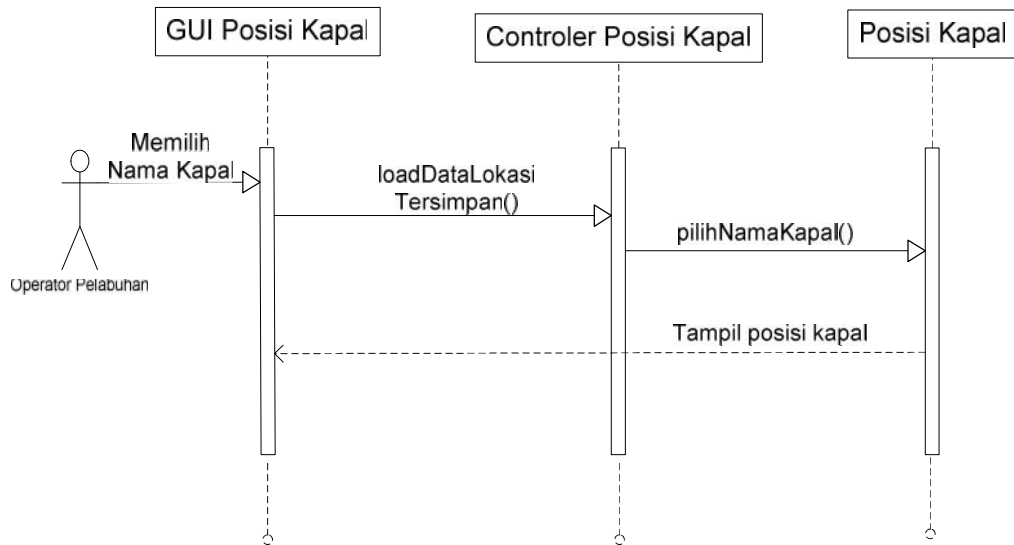 GUI Posisi Kapal
Controler Posisi Kapal
Posisi Kapal
Memilih
Nama Kapal
loadDataLokasi
Tersimpan()
pilihNamaKapal()
Operator Pelabuhan
Tampil posisi kapal